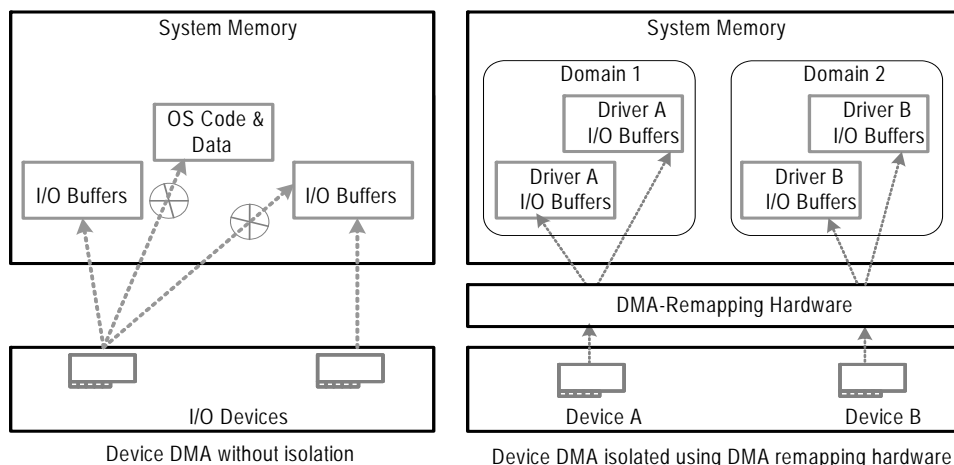 System Memory
OS Code &
Data
I/O Buffers
I/O Buffers
I/O Devices
Device DMA without isolation
System Memory
Domain 1
Driver A
I/O Buffers
Driver A
I/O Buffers
Domain 2
Driver B
I/O Buffers
Driver B
I/O Buffers
DMA-Remapping Hardware
Device A
Device B
Device DMA isolated using DMA remapping hardware